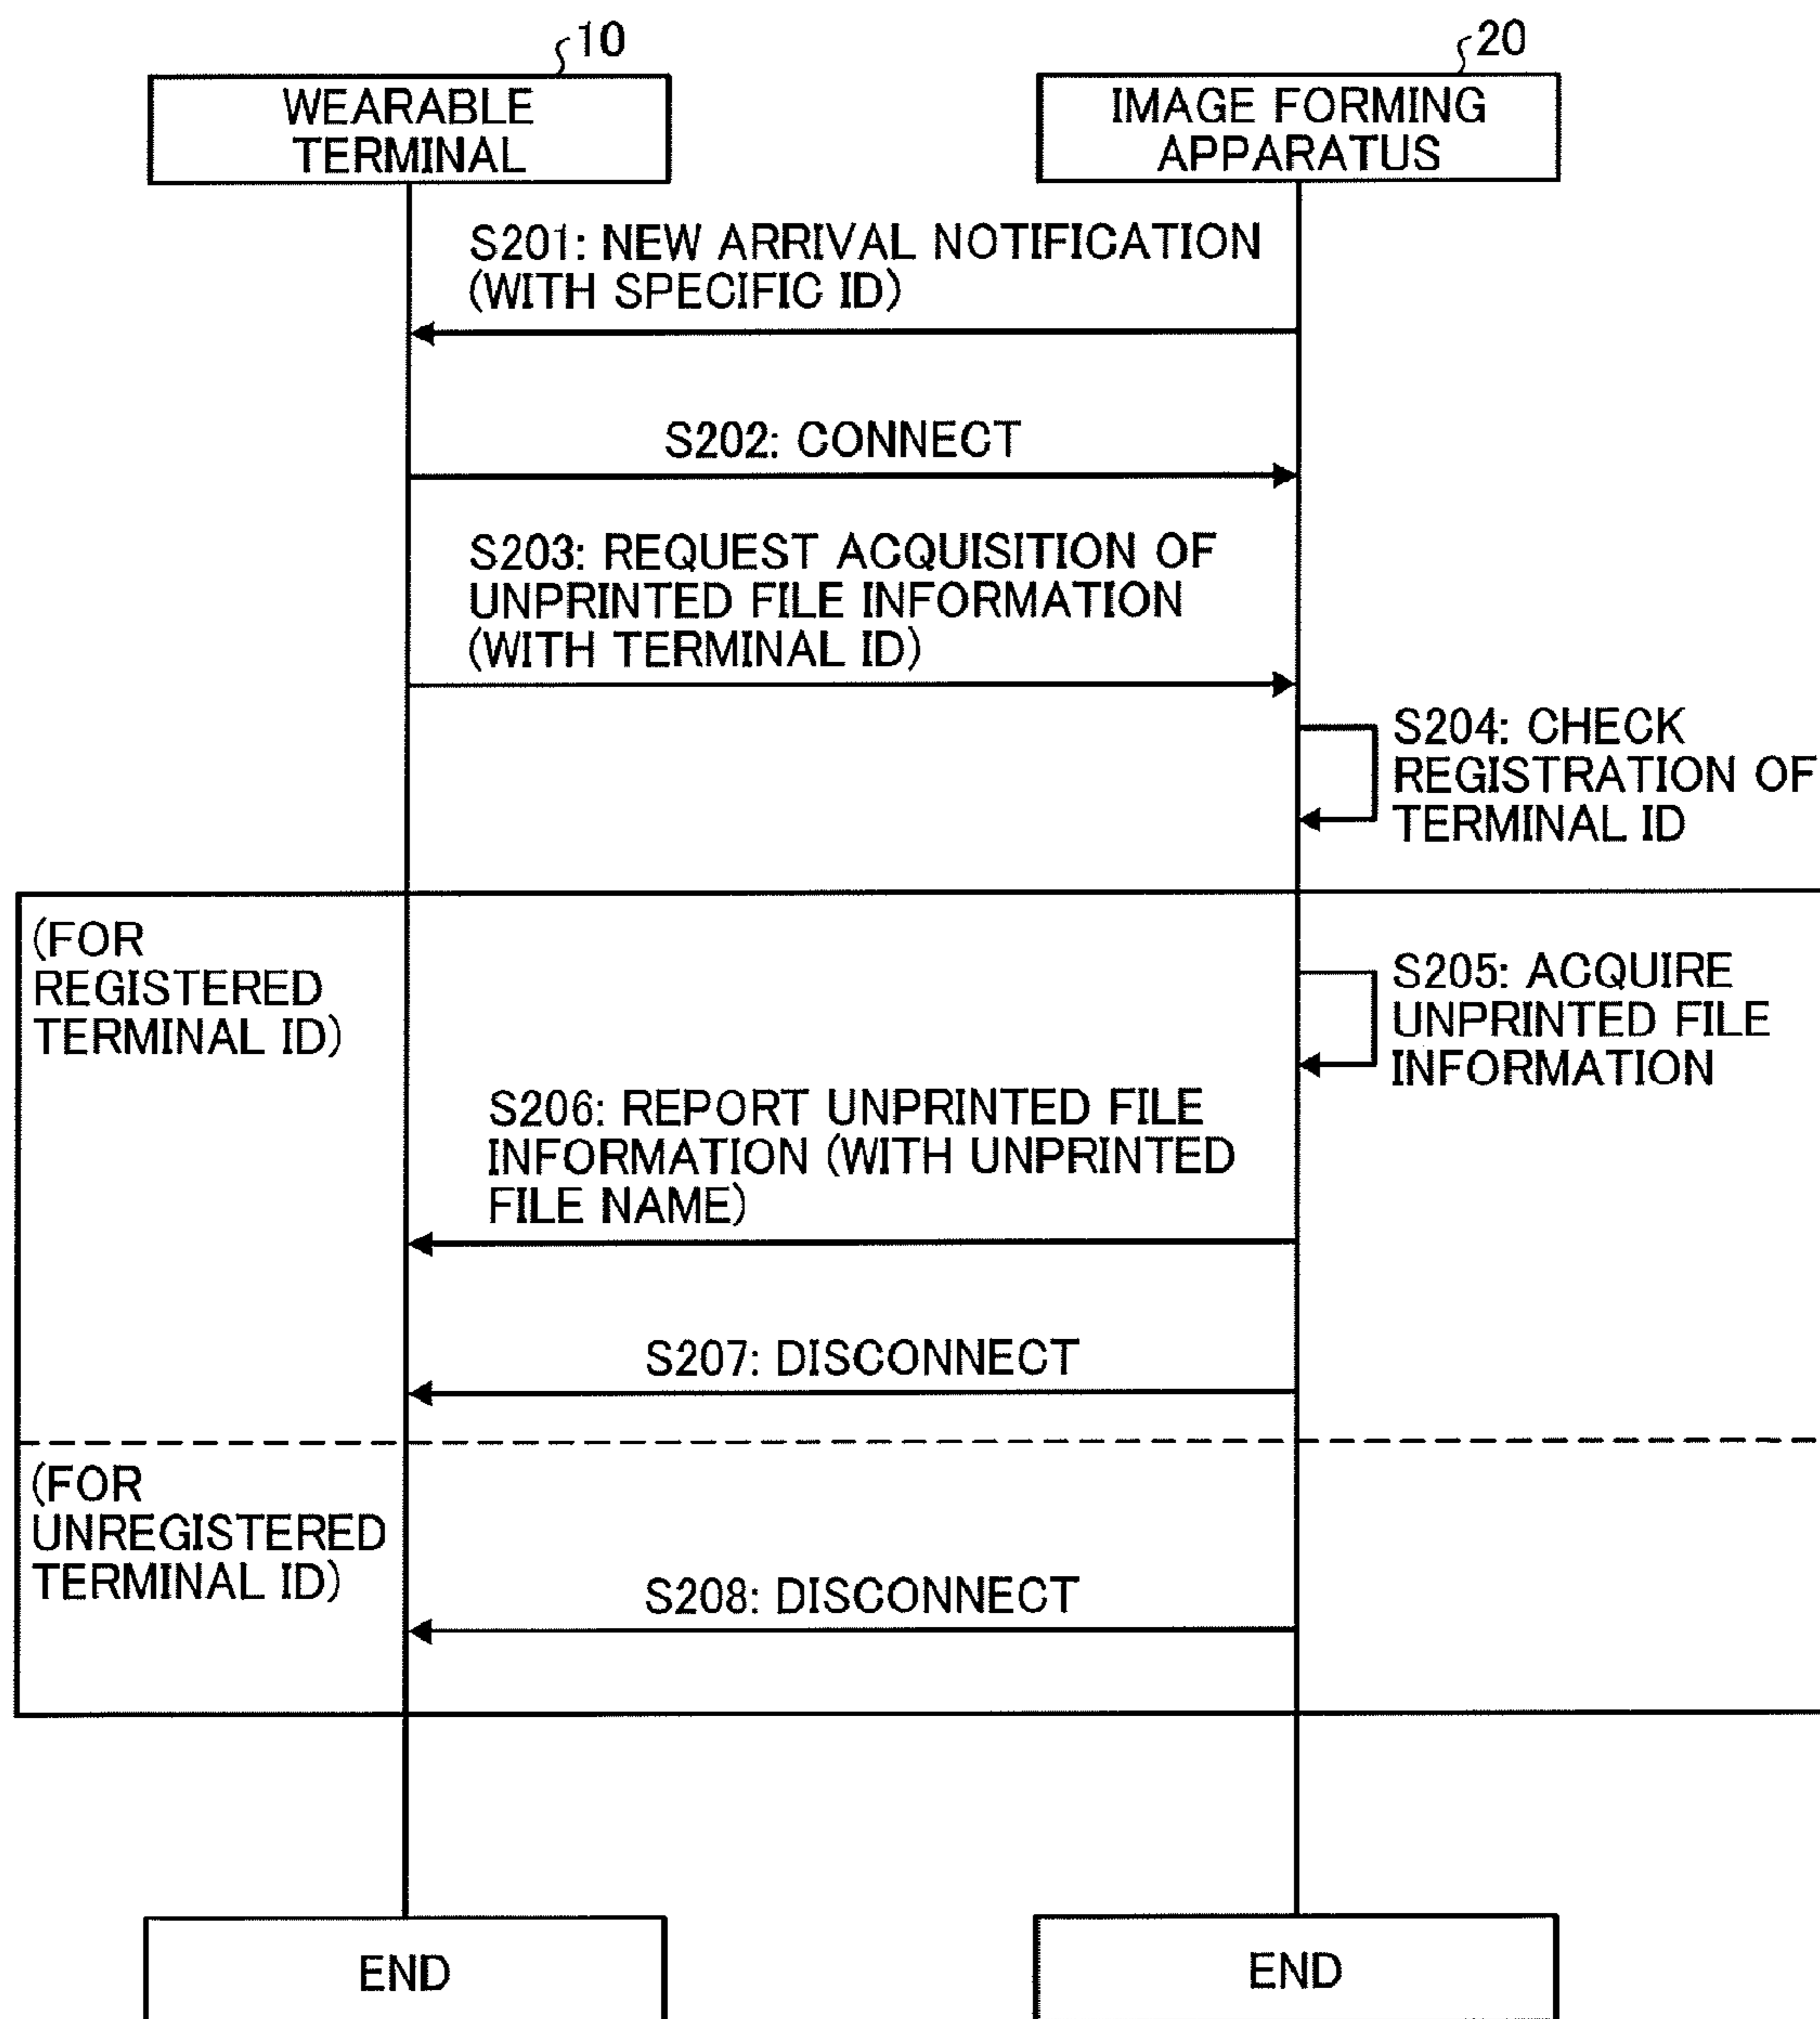 10
20
WEARABLE
TERMINAL
IMAGE FORMING
APPARATUS
S201: NEW ARRIVAL NOTIFICATION
(WITH SPECIFIC ID)
S202: CONNECT
S203: REQUEST ACQUISITION OF
UNPRINTED FILE INFORMATION
(WITH TERMINAL ID)
S204: CHECK
REGISTRATION OF
TERMINAL ID
(FOR
REGISTERED
TERMINAL ID)
S205: ACQUIRE
UNPRINTED FILE
INFORMATION
S206: REPORT UNPRINTED FILE
INFORMATION (WITH UNPRINTED
FILE NAME)
S207: DISCONNECT
(FOR
UNREGISTERED
TERMINAL ID)
S208: DISCONNECT
END
END